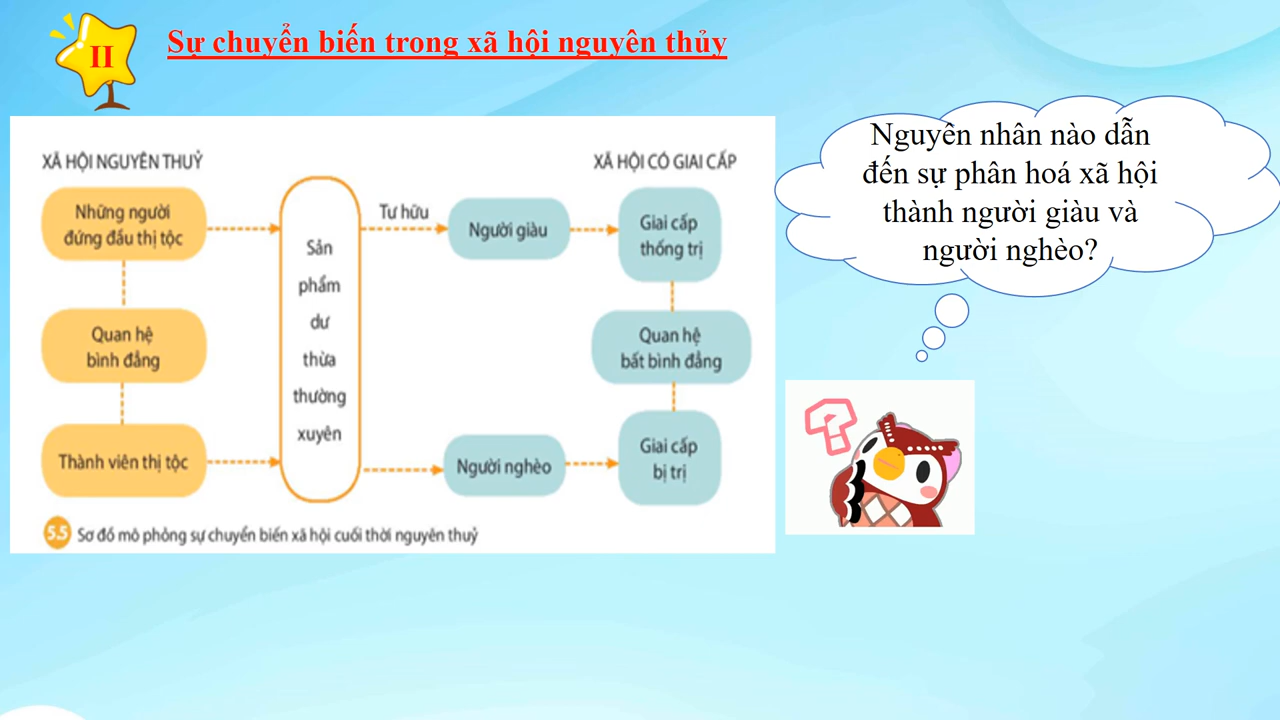 II
Sự chuyển biến trong xã hội nguyên thủy
XÃ HỘI NGUYÊN THUỶ
XÃ HỘI CÓ GIAI CẤP
Những người
đứng đầu thị tộc
Quan hệ
bình đẳng
Thành viên thị tộc
Sản
phẩm
dư
thừa
thường
xuyên
Tư hữu
Người giàu
Người nghèo
Giai cấp
thống trị
Quan hệ
bất bình đẳng
Giai cấp
bị trị
5.5 Sơ đồ mô phỏng sự chuyển biến xã hội cuối thời nguyên thuỷ
Nguyên nhân nào dẫn
đến sự phân hoá xã hội
thành người giàu và
người nghèo?